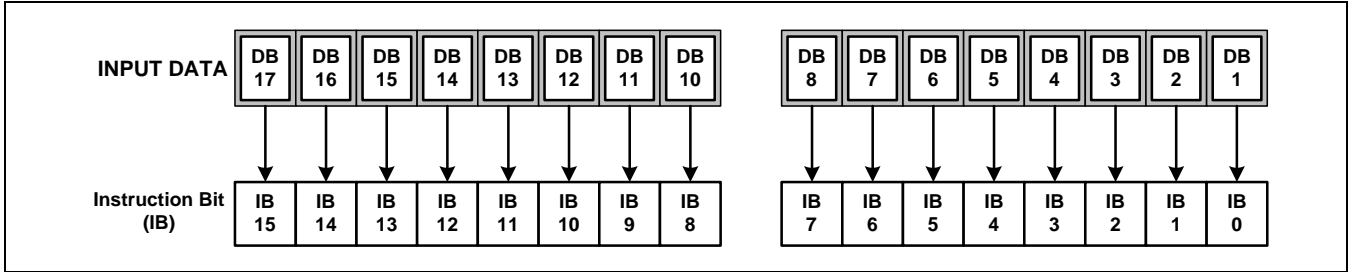 INPUT DATA DB DB DB DB DB DB DB DB DB DB DB DB DB DB DB DB
17 16 15 14 13 12 11 10 8 7 6 5 4 3 2 1
Instruction Bit IB IB IB IB IB IB IB IB IB IB IB IB IB IB IB IB
(IB) 15 14 13 12 11 10 9 8 7 6 5 4 3 2 1 0